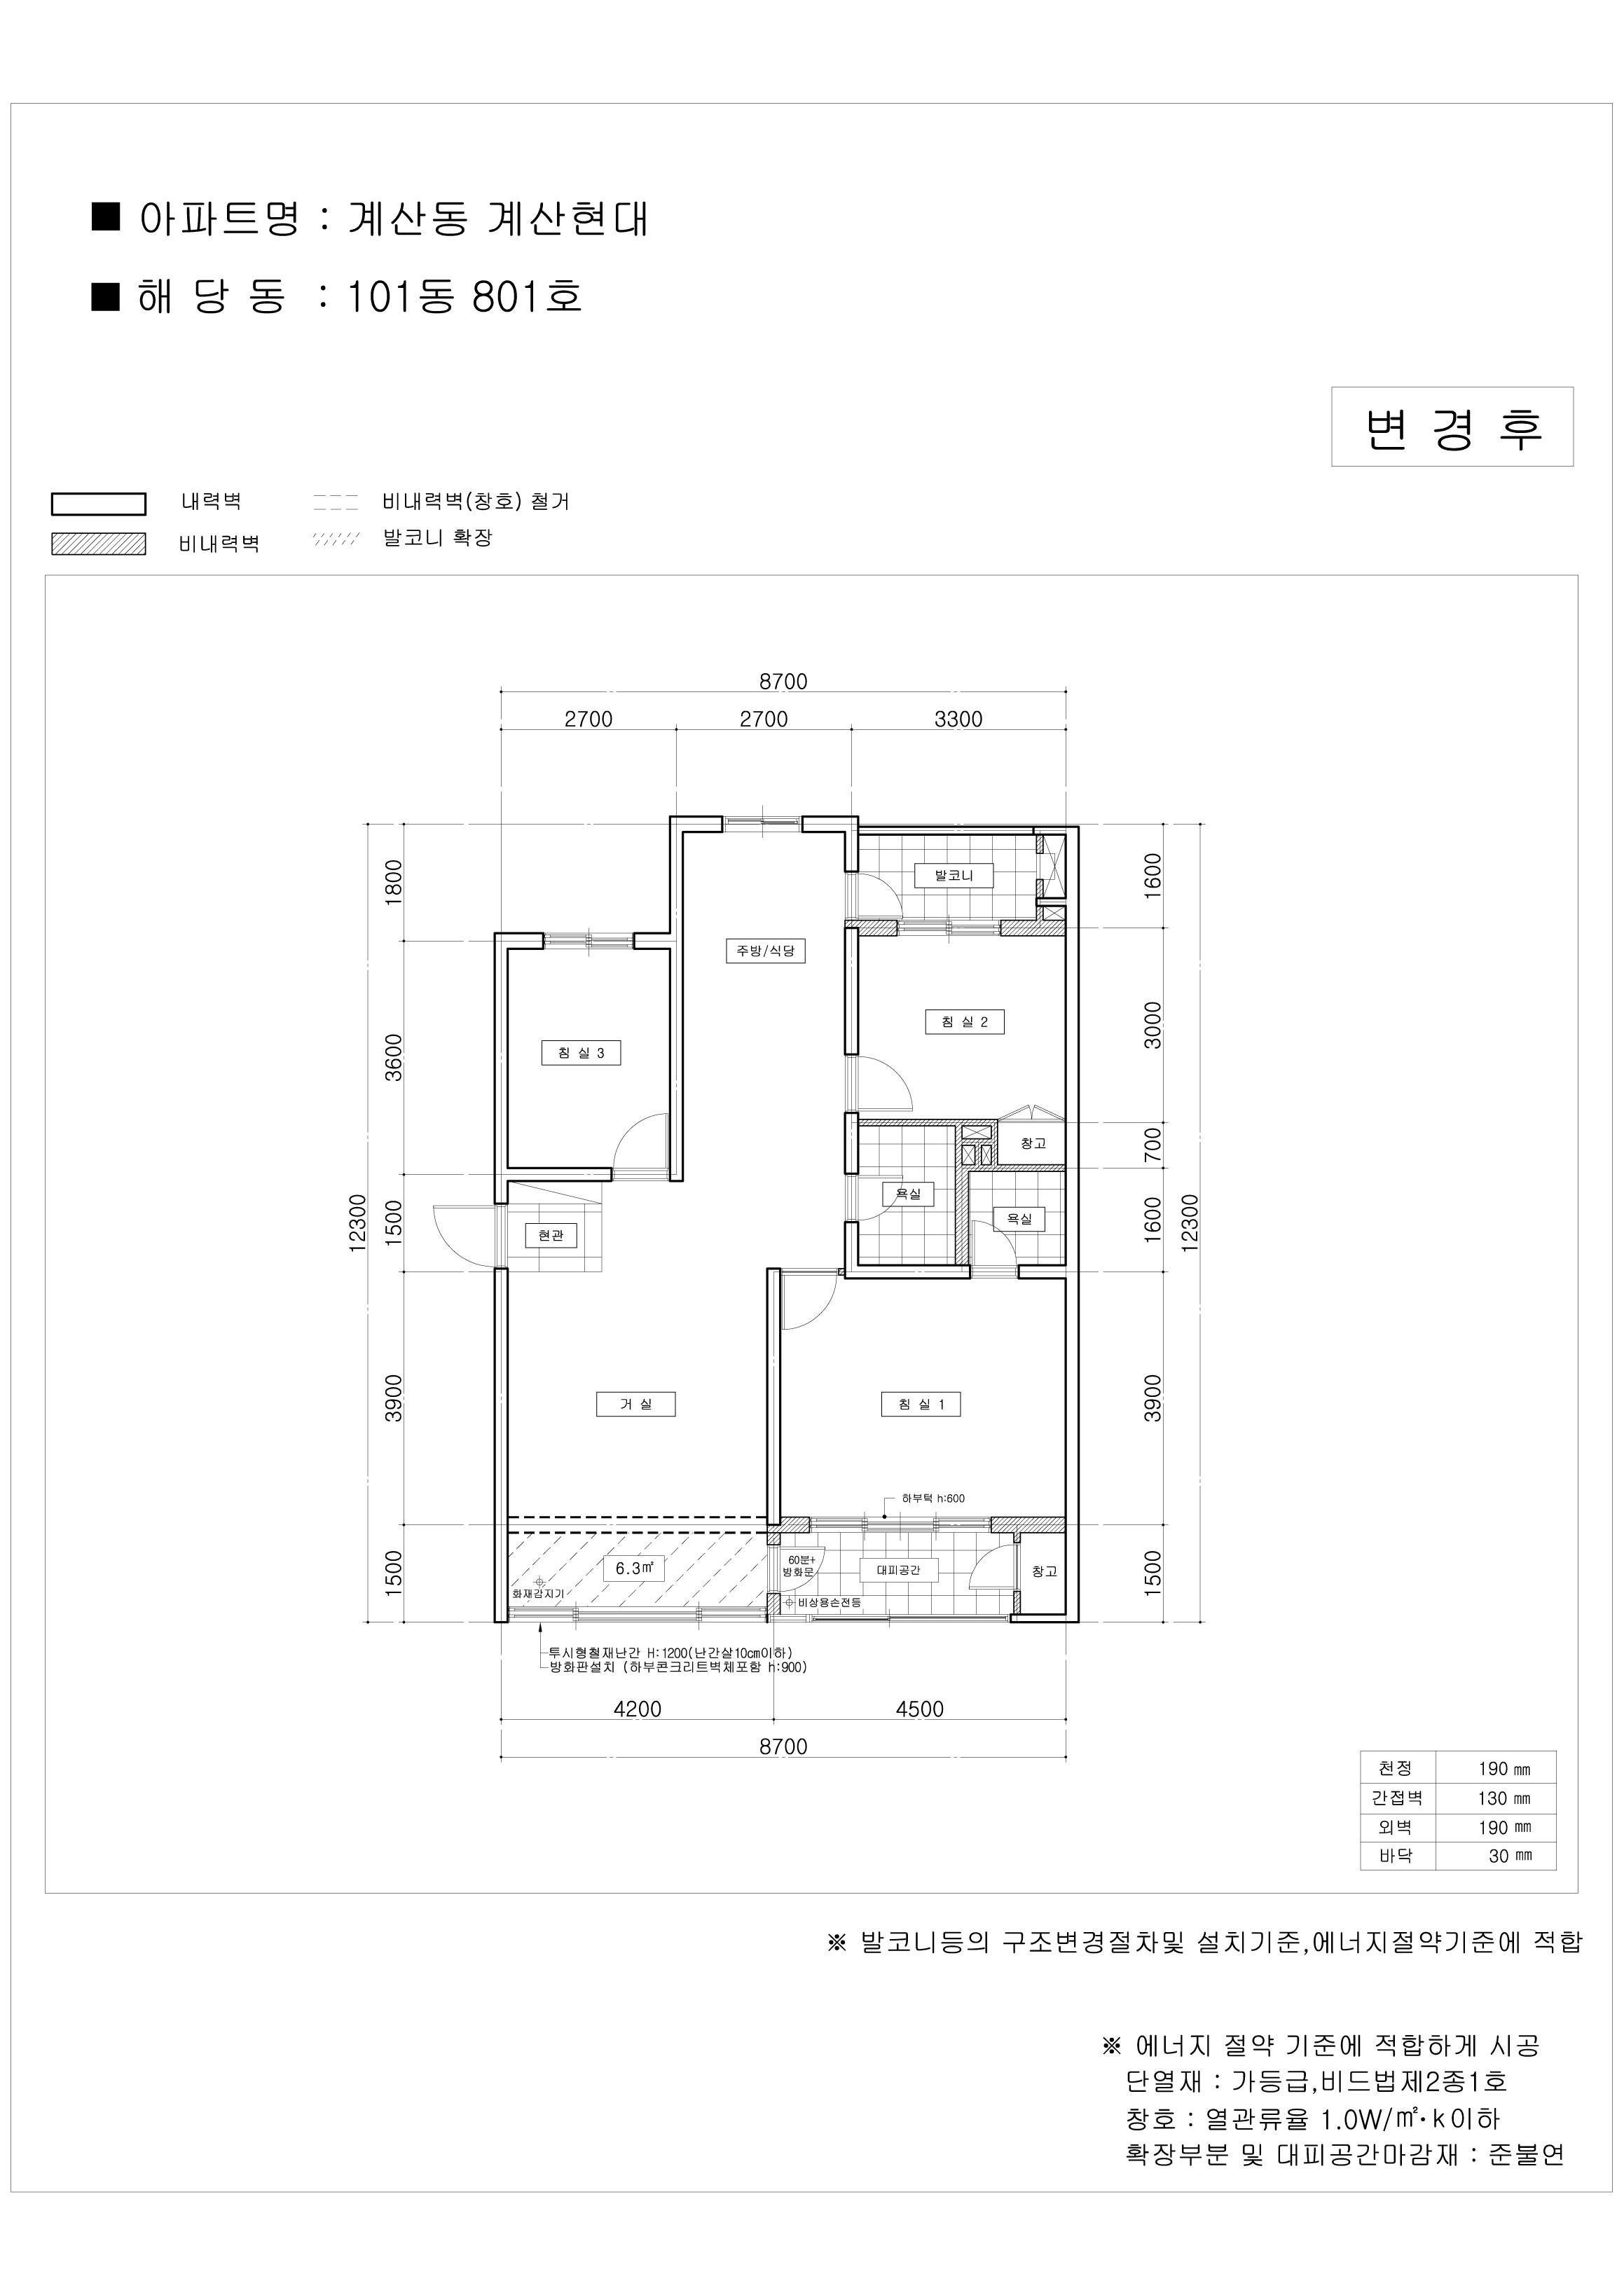 ■ 아파트명 : 계산동 계산현대
■ 해 당 동 : 101동 801호
변 경 후
내력벽
비내력벽(창호) 철거
비내력벽
발코니 확장
8700
2700 2700 3300
1800
3600
1500
3900
1500
12300
1600
3000
700
1600
3900
1500
12300
발코니
주방/식당
침 실 2
침 실 3
창고
욕실
욕실
현관
거 실
침 실 1
하부턱 h:600
6.3㎡
화재감지기
60분+
방화문
대피공간
창고
비상용손전등
투시형철재난간 H:1200(난간살10cm이하)
방화판설치 (하부콘크리트벽체포함 h:900)
4200 4500
8700
천정 190 ㎜
간접벽 130 ㎜
외벽 190 ㎜
바닥 30 ㎜
※ 발코니등의 구조변경절차및 설치기준,에너지절약기준에 적합
※ 에너지 절약 기준에 적합하게 시공
단열재 : 가등급,비드법제2종1호
창호 : 열관류율 1.0W/㎡·k이하
확장부분 및 대피공간마감재 : 준불연